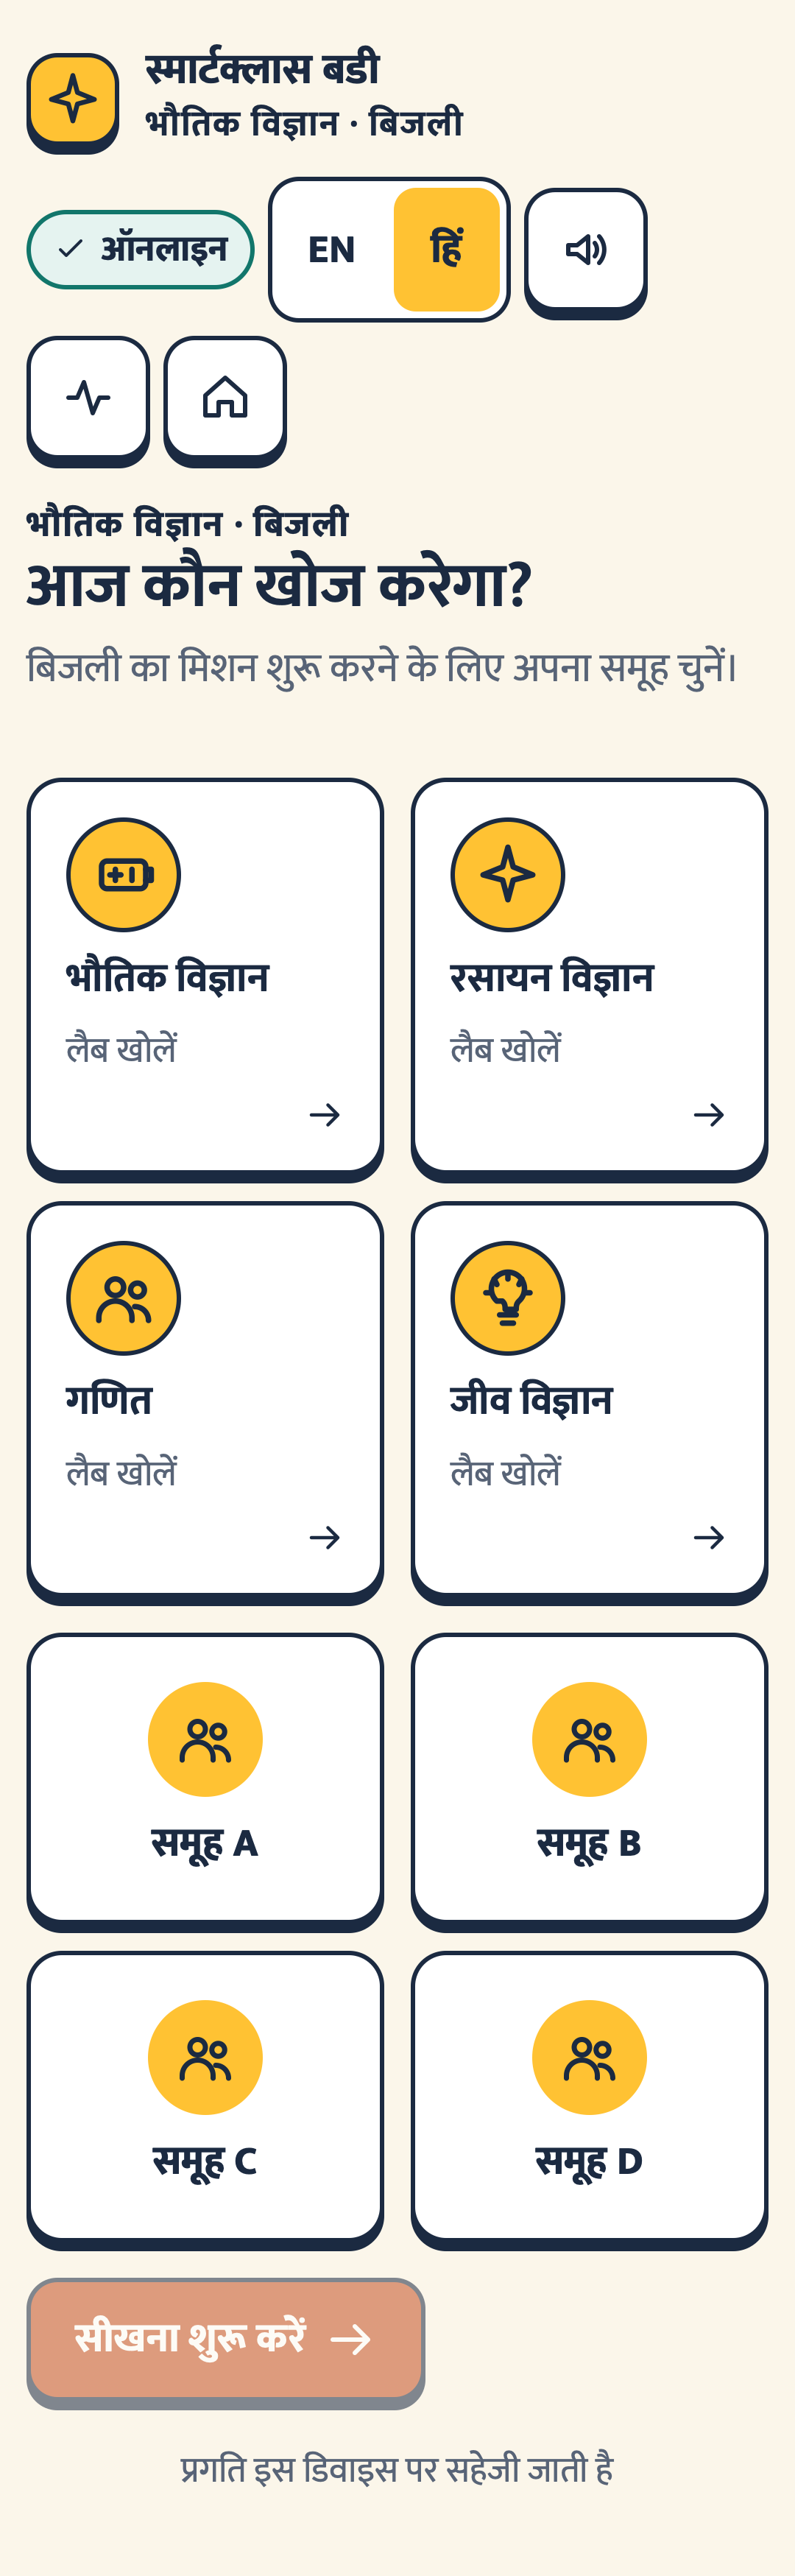 स्मार्टक्लास बडी
भौतिक विज्ञान · बिजली
ऑनलाइन
EN
हिं
भौतिक विज्ञान · बिजली
आज कौन खोज करेगा?
बिजली का मिशन शुरू करने के लिए अपना समूह चुनें।
भौतिक विज्ञान
लैब खोलें
रसायन विज्ञान
लैब खोलें
गणित
लैब खोलें
जीव विज्ञान
लैब खोलें
समूह A
समूह B
समूह C
समूह D
सीखना शुरू करें
प्रगति इस डिवाइस पर सहेजी जाती है